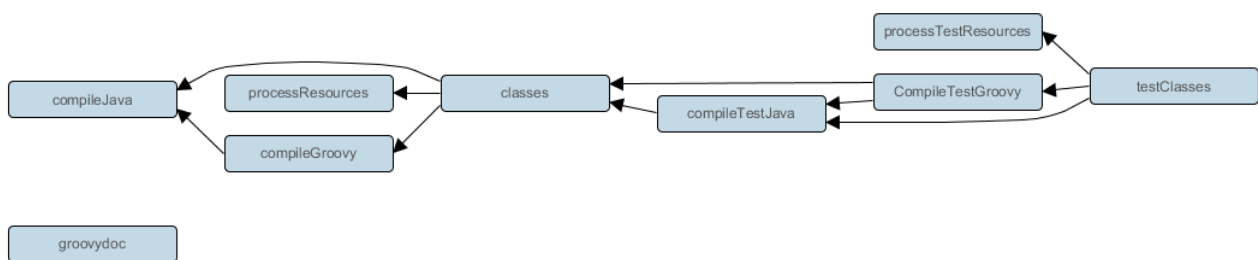 processTestResources
compileJava
processResources
classes
CompileTestGroovy
testClasses
compileTestJava
compileGroovy
groovydoc